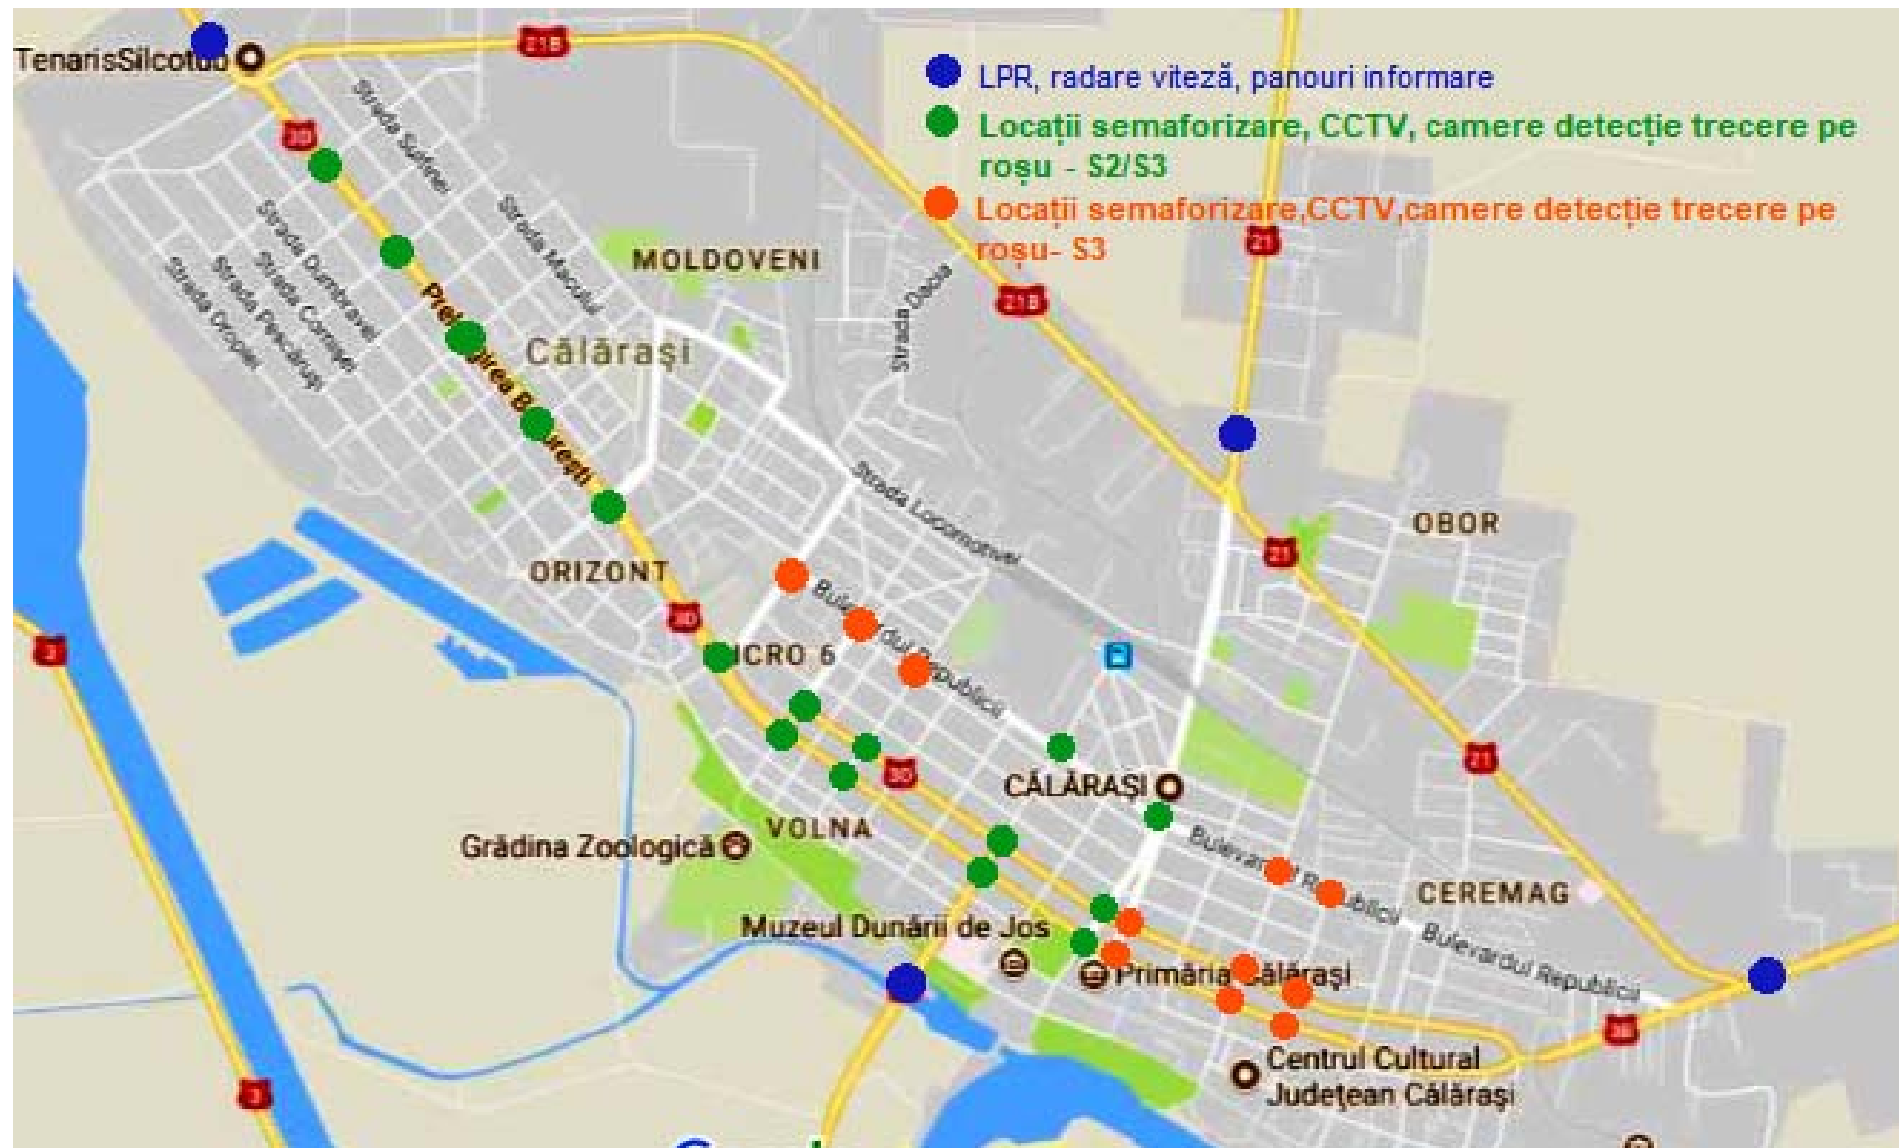 TenarisSilcotub
21B
LPR, radare viteză, panouri informare
Locații semaforizare, CCTV, camere detecție trecere pe
roșu - S2/S3
Locații semaforizare,CCTV,camere detecție trecere pe
roșu- S3
30
Strada Sulfinei
Strada Macului
Strada Dumbravei
Strada Cornișei
Strada Pescăruși
Strada Dropiei
MOLDOVENI
Strada Dacia
21B
21
Călărași
Strada Locomotivei
OBOR
21
ORIZONT
30
Bulevardul Republicii
ICRO 6
3
CĂLĂRAȘI
21
30
VOLNA
Grădina Zoologică
Bulevardul Republicii
CEREMAG
Muzeul Dunării de Jos
Bulevardul Republicii
Primăria Călărași
3
Centrul Cultural
Județean Călărași